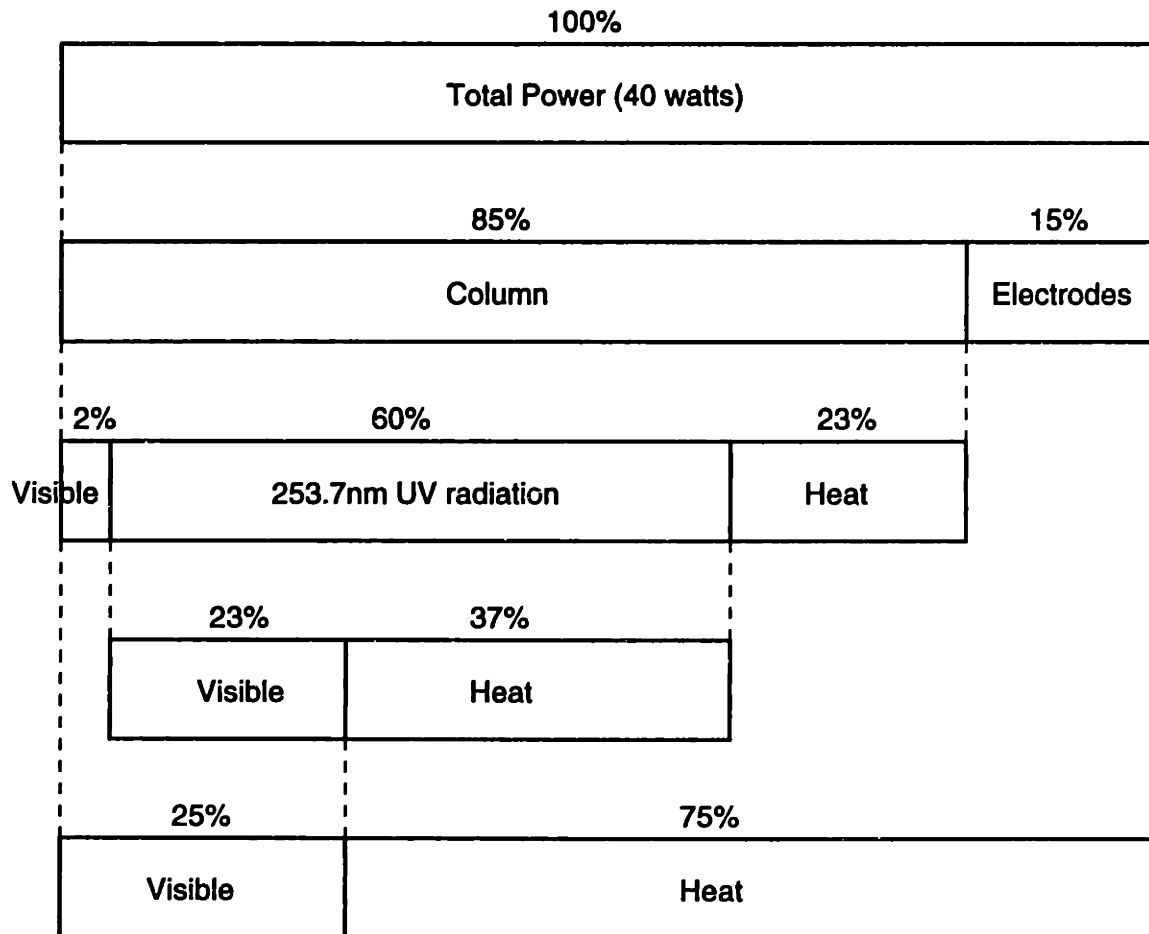 100%
Total Power (40 watts)
85% 15%
Column Electrodes
2% 60% 23%
Visible 253.7nm UV radiation Heat
23% 37%
Visible Heat
25% 75%
Visible Heat